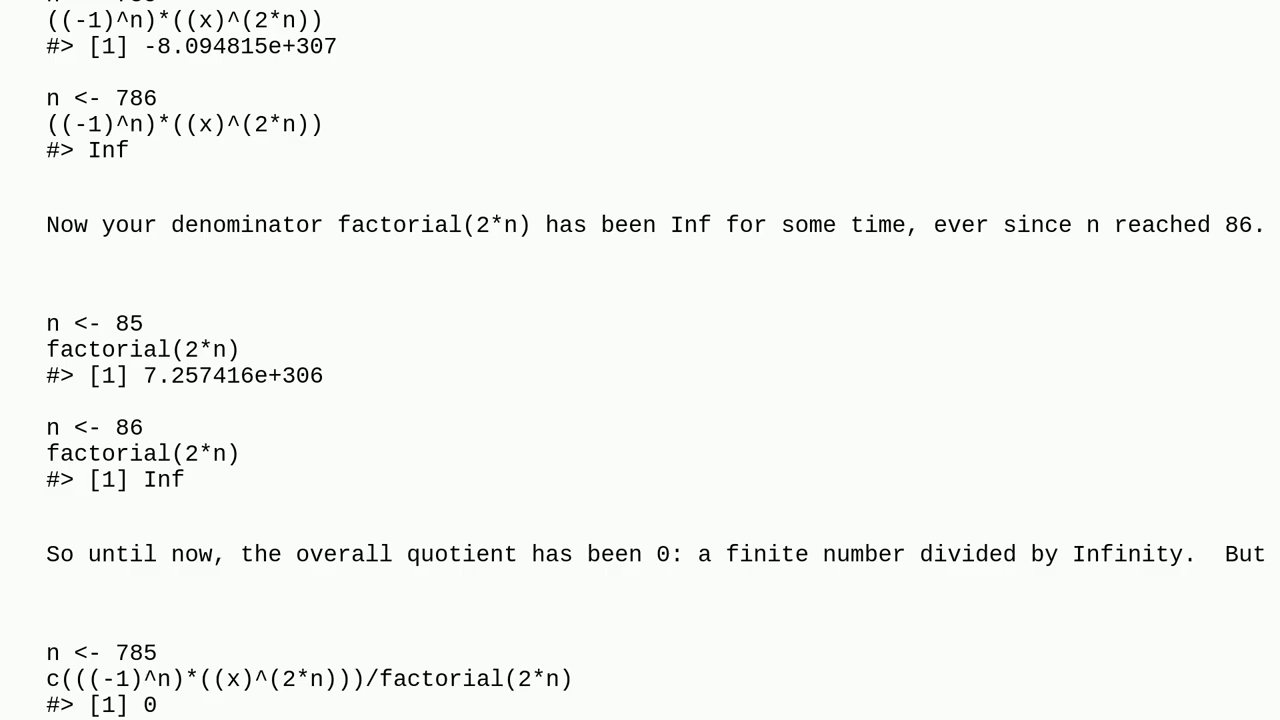 ((-1)^n)*((x)^(2*n))
#> [1] -8.094815e+307
n <- 786
((-1)^n)*((x)^(2*n))
#> Inf
Now your denominator factorial(2*n) has been Inf for some time, ever since n reached 86.
n <- 85
factorial(2*n)
#> [1] 7.257416e+306
n <- 86
factorial(2*n)
#> [1] Inf
So until now, the overall quotient has been 0: a finite number divided by Infinity.  But
n <- 785
c(((-1)^n)*((x)^(2*n)))/factorial(2*n)
#> [1] 0